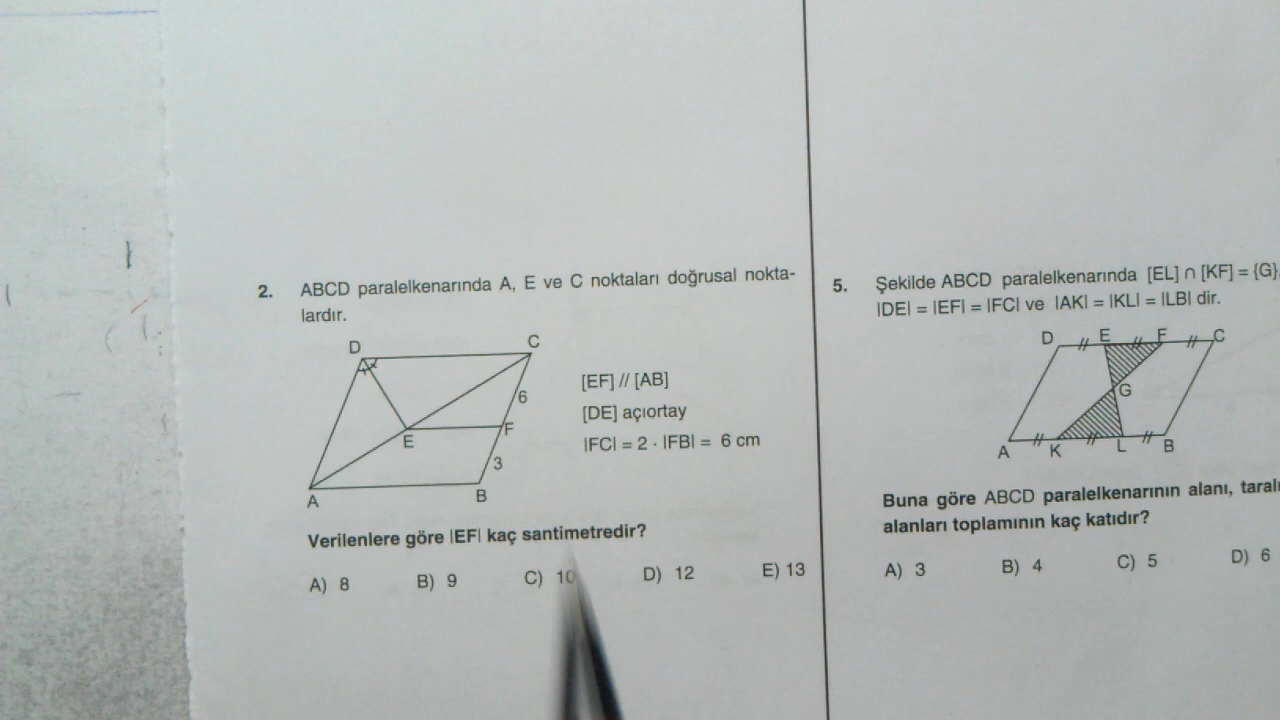 2. ABCD paralelkenarında A, E ve C noktaları doğrusal nokta-
lardır.
D
C
6
E
F
3
A
B
[EF] // [AB]
[DE] açıortay
|FC| = 2 · |FB| = 6 cm
Verilenlere göre |EF| kaç santimetredir?
A) 8 B) 9 C) 10 D) 12 E) 13
5. Şekilde ABCD paralelkenarında [EL] ∩ [KF] = {G}
|DE| = |EF| = |FC| ve |AK| = |KL| = |LB| dir.
D E F C
G
A K L B
Buna göre ABCD paralelkenarının alanı,
alanları toplamının kaç katıdır?
A) 3 B) 4 C) 5 D) 6